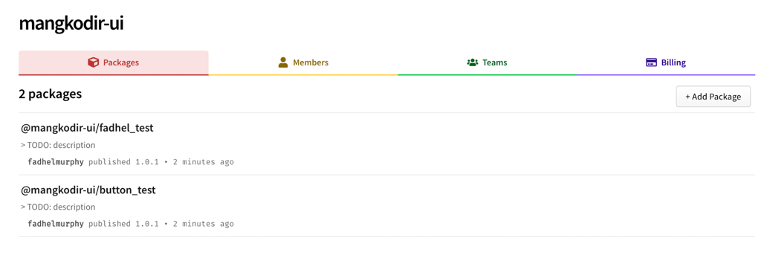 mangkodir-ui
Packages Members Teams Billing
2 packages + Add Package
@mangkodir-ui/fadhel_test
> TODO: description
fadhelmurphy published 1.0.1 • 2 minutes ago
@mangkodir-ui/button_test
> TODO: description
fadhelmurphy published 1.0.1 • 2 minutes ago